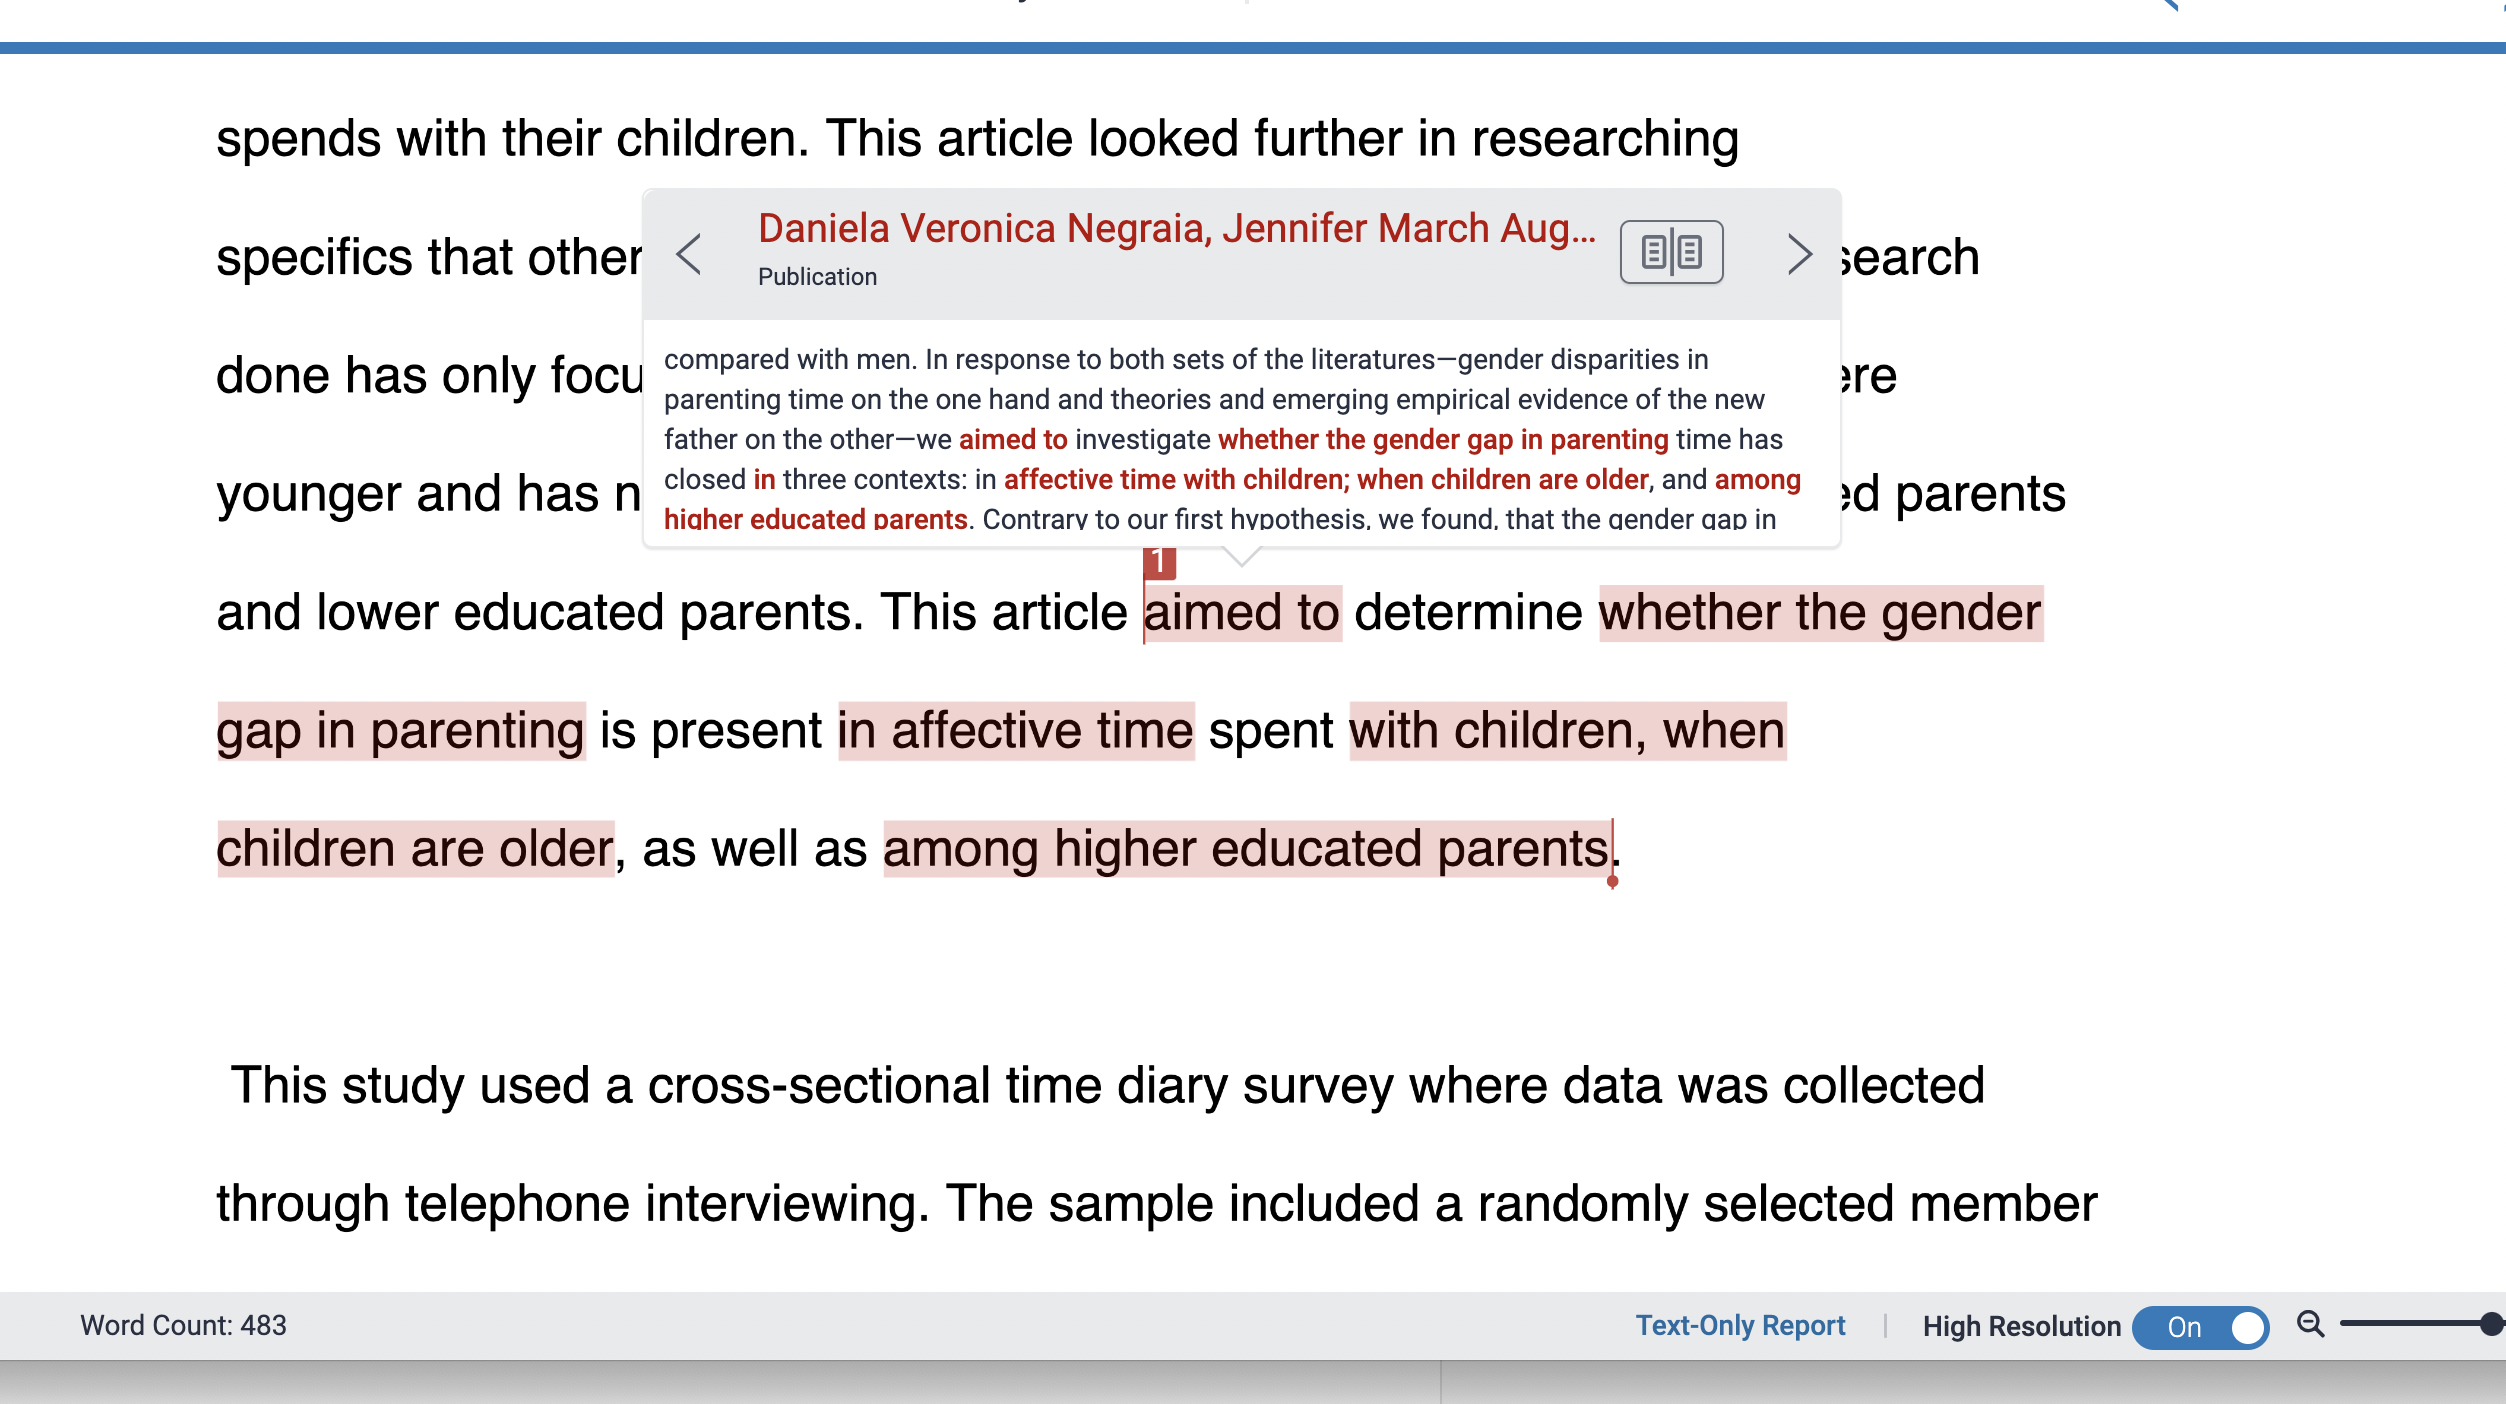 spends with their children. This article looked further in researching
specifics that other
search
done has only focu
ere
younger and has n
ed parents
Daniela Veronica Negraia, Jennifer March Aug...
Publication
compared with men. In response to both sets of the literatures—gender disparities in
parenting time on the one hand and theories and emerging empirical evidence of the new
father on the other—we aimed to investigate whether the gender gap in parenting time has
closed in three contexts: in affective time with children; when children are older, and among
higher educated parents. Contrary to our first hypothesis, we found, that the gender gap in
1
and lower educated parents. This article aimed to determine whether the gender
gap in parenting is present in affective time spent with children, when
children are older, as well as among higher educated parents.
This study used a cross-sectional time diary survey where data was collected
through telephone interviewing. The sample included a randomly selected member
Word Count: 483
Text-Only Report | High Resolution On